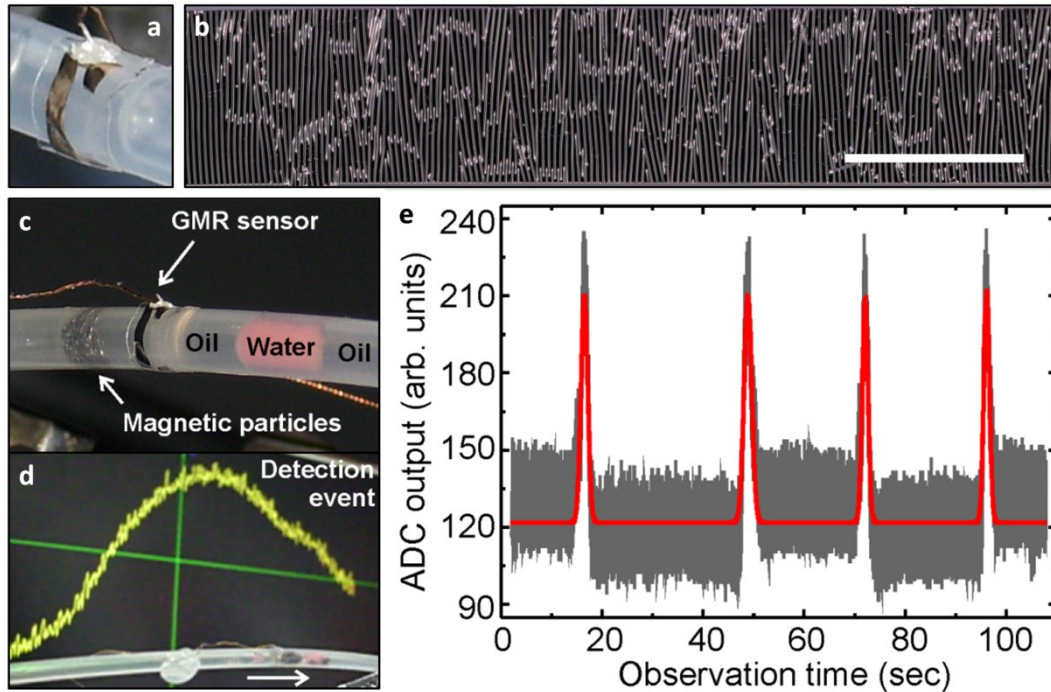 a
b
c
GMR sensor
Oil
Water
Oil
Magnetic particles
d
Detection
event
e
ADC output (arb. units)
240
210
180
150
120
90
0
20
40
60
80
100
Observation time (sec)